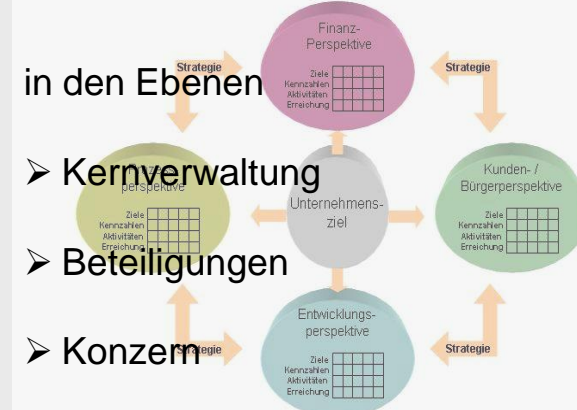 Finanz-
Perspektive
Ziele
Kennzahlen
Aktivitäten
Erreichung
Strategie
Strategie
in den Ebenen
➢ Kernverwaltung
perspektive
Ziele
Kennzahlen
Aktivitäten
Erreichung
Unternehmens-
ziel
Kunden- /
Bürgerperspektive
Ziele
Kennzahlen
Aktivitäten
Erreichung
➢ Beteiligungen
Entwicklungs-
perspektive
Ziele
Kennzahlen
Aktivitäten
Erreichung
➢ Konzern
Strategie
Strategie